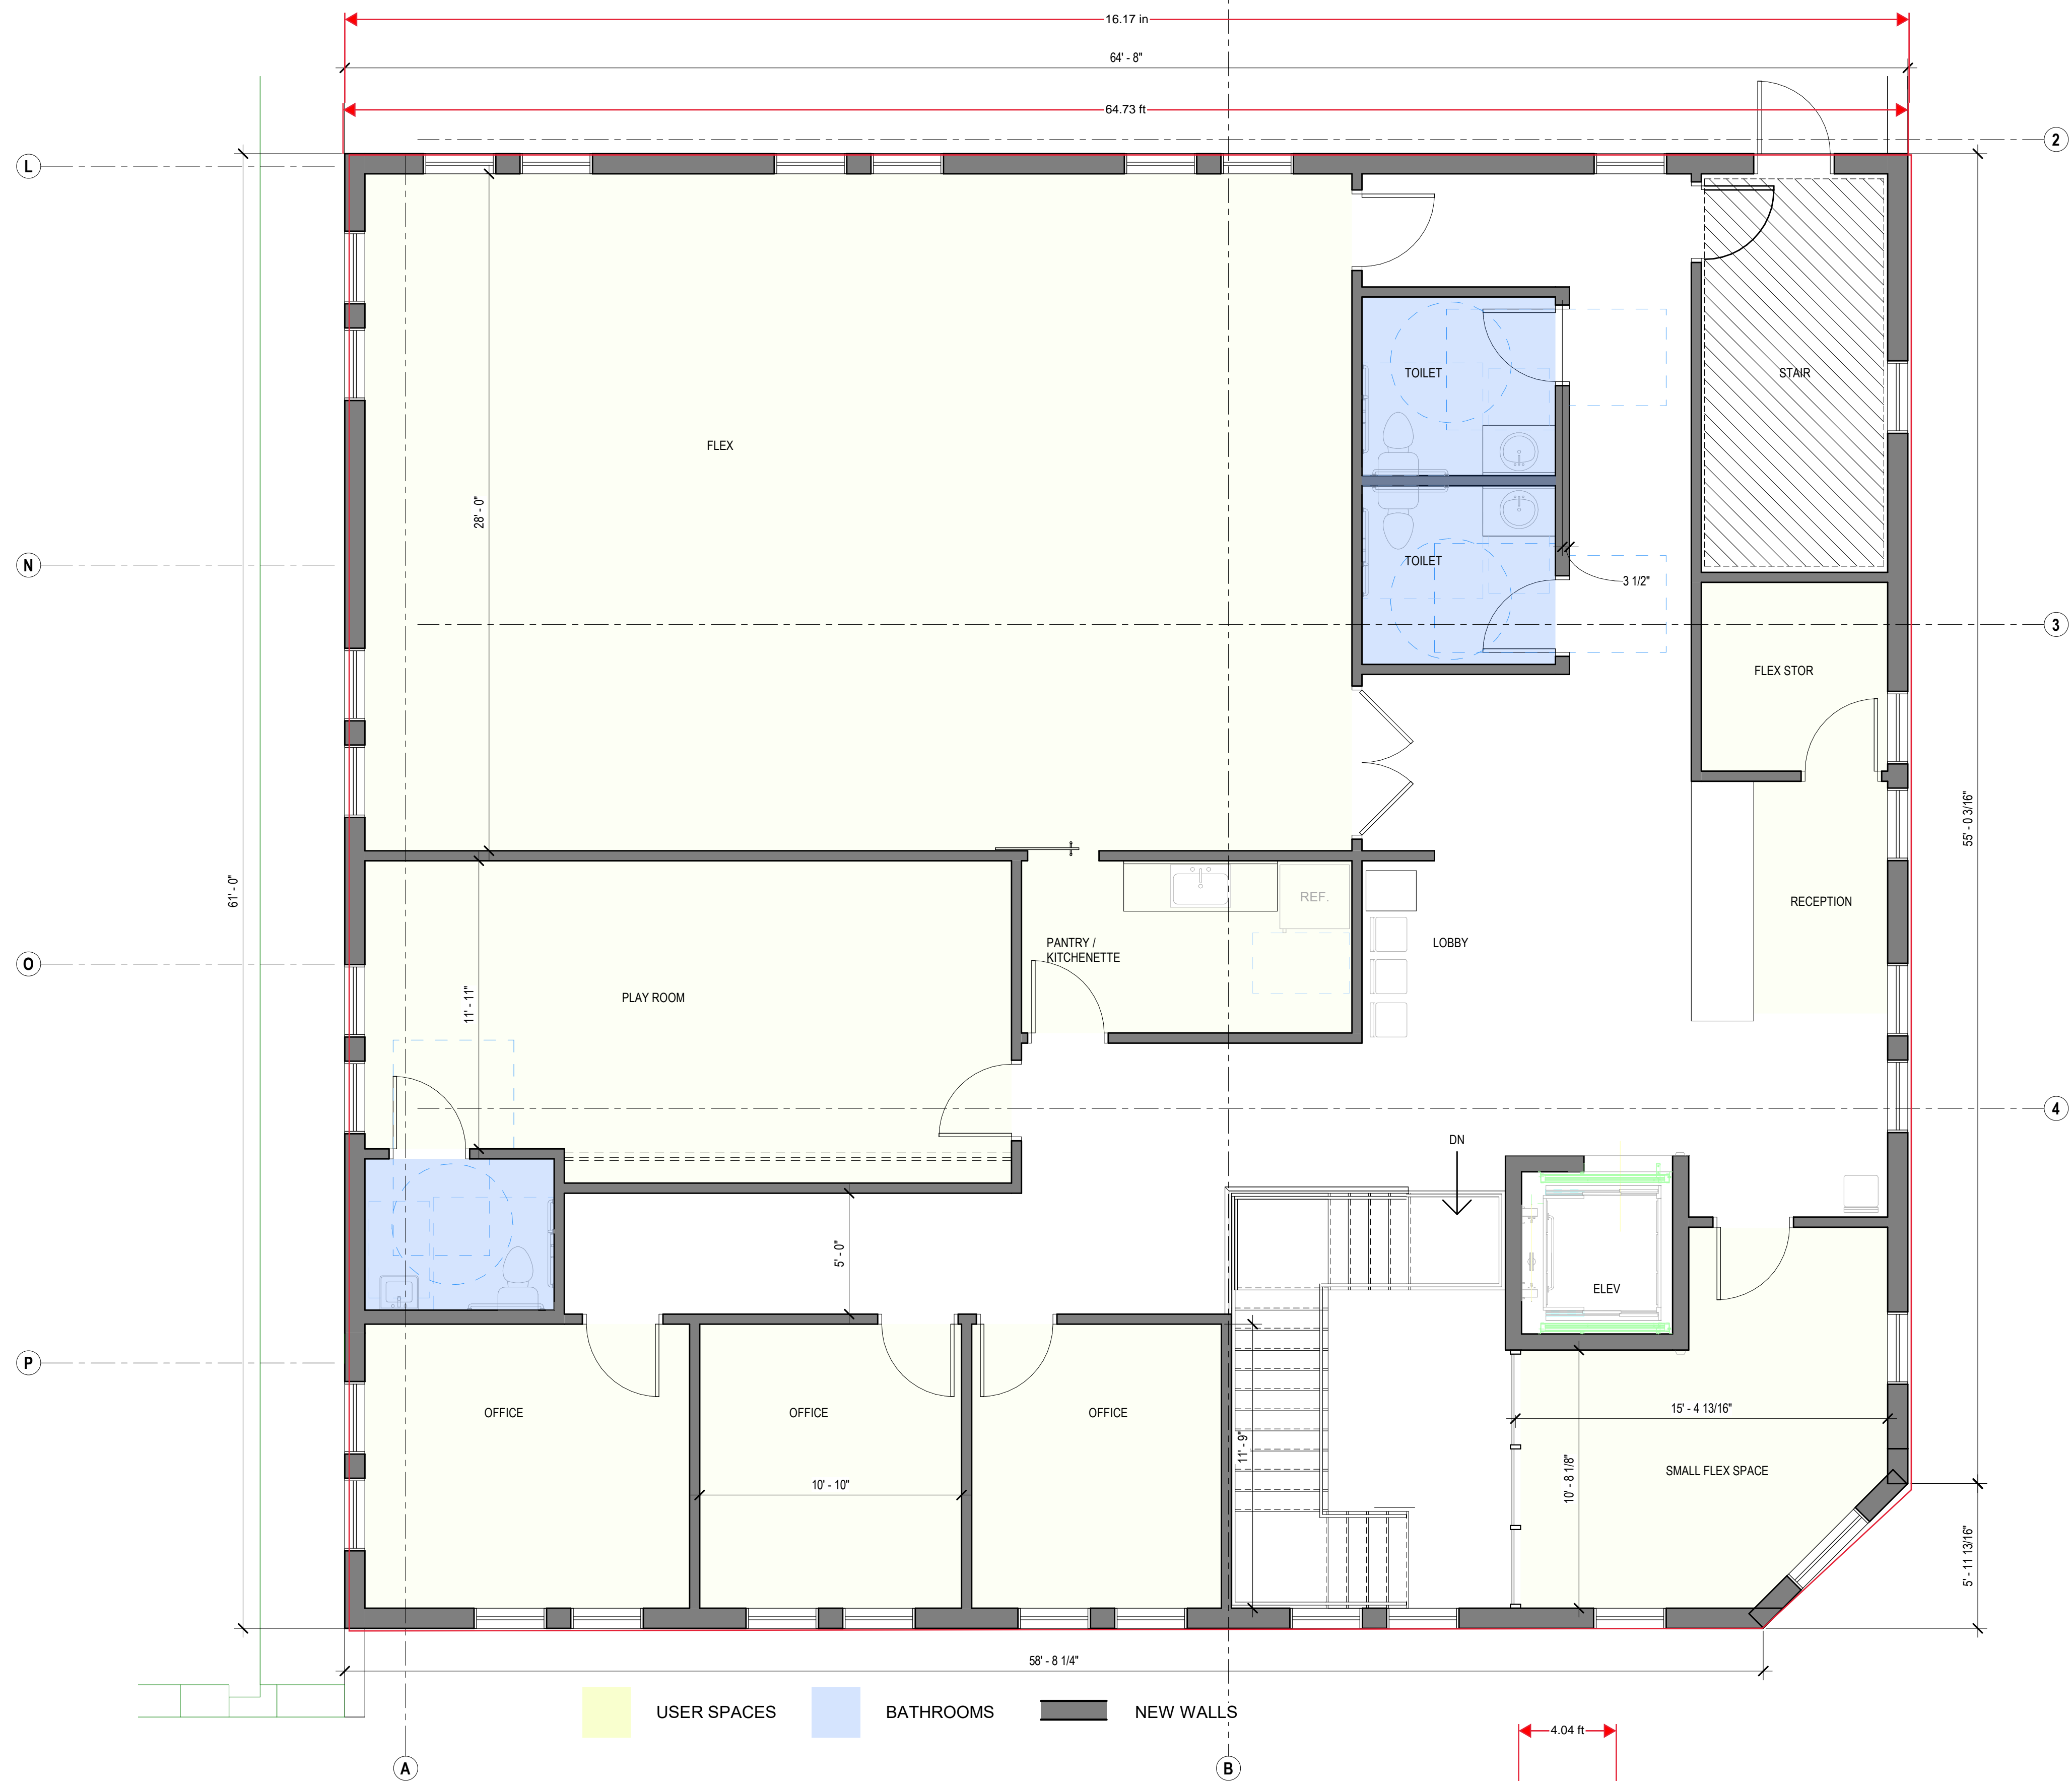 16.17 in
64' - 8"
64.73 ft
2
L
28' - 0"
FLEX
TOILET
STAIR
N
TOILET
3 1/2"
3
FLEX STOR
55' - 0 3/16"
61' - 0"
REF.
RECEPTION
PANTRY /
KITCHENETTE
LOBBY
O
11' - 11"
PLAY ROOM
4
DN
5' - 0"
ELEV
P
OFFICE
OFFICE
OFFICE
11' - 9"
15' - 4 13/16"
10' - 8 1/8"
SMALL FLEX SPACE
10' - 10"
5' - 11 13/16"
58' - 8 1/4"
USER SPACES
BATHROOMS
NEW WALLS
4.04 ft
A
B